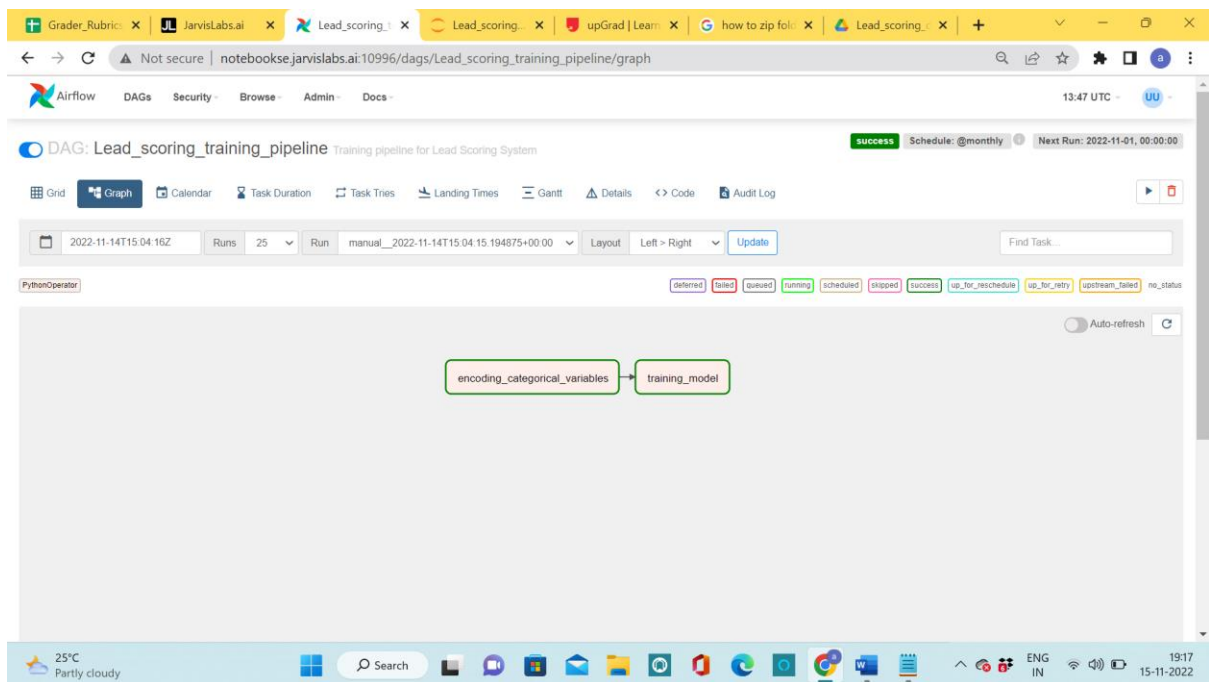 Grader_Rubric JarvisLabs.ai Lead_scoring_t Lead_scoring_ upGrad | Learn how to zip fold Lead_scoring_c
Not secure | notebookse.jarvislabs.ai:10996/dags/Lead_scoring_training_pipeline/graph a
Airflow DAGs Security Browse Admin Docs 13:47 UTC UU
DAG: Lead_scoring_training_pipeline Training pipeline for Lead Scoring System success Schedule: @monthly Next Run: 2022-11-01, 00:00:00
Grid Graph Calendar Task Duration Task Tries Landing Times Gantt Details <> Code Audit Log
2022-11-14T15:04:16Z Runs 25 Run manual__2022-11-14T15:04:15.194875+00:00 Layout Left > Right Update Find Task...
PythonOperator deferred failed queued running scheduled skipped success up_for_reschedule up_for_retry upstream_failed no_status
Auto-refresh
encoding_categorical_variables training_model
25°C
Partly cloudy
Search
ENG
IN
19:17
15-11-2022